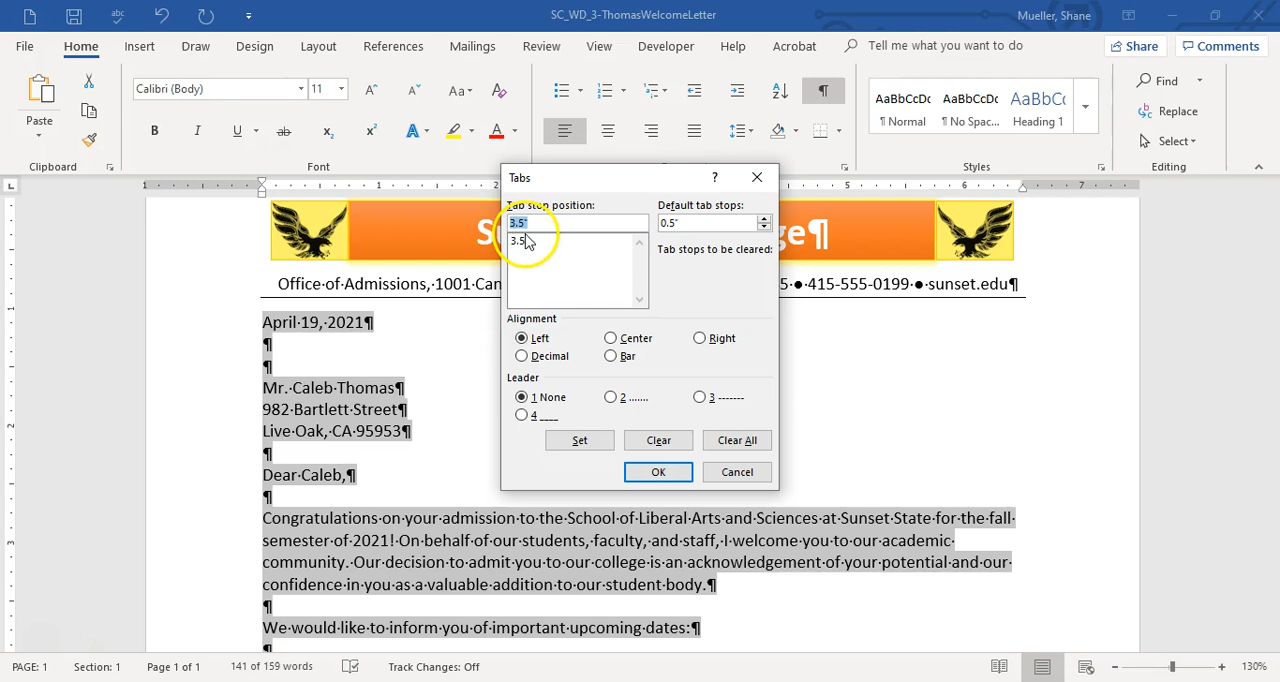 SC_WD_3-ThomasWelcomeLetter
Mueller, Shane
File Home Insert Draw Design Layout References Mailings Review View Developer Help Acrobat Tell me what you want to do Share Comments
Paste
Clipboard
Calibri (Body) 11
Font
AaBbCcDc AaBbCcDc AaBbCc
¶ Normal ¶ No Spac... Heading 1
Styles
Find
Replace
Select
Editing
Tabs
Tab stop position:
3.5"
3.5"
Default tab stops:
0.5"
Tab stops to be cleared:
Alignment
Left Center Right
Decimal Bar
Leader
1 None 2 ....... 3 -------
4 ____
Set Clear Clear All
OK Cancel
ge¶
Office·of·Admissions,·1001·Can 5·●·415-555-0199·●·sunset.edu¶
April·19,·2021¶
¶
¶
Mr.·Caleb·Thomas¶
982·Bartlett·Street¶
Live·Oak,·CA·95953¶
¶
Dear·Caleb,¶
¶
Congratulations·on·your·admission·to·the·School·of·Liberal·Arts·and·Sciences·at·Sunset·State·for·the·fall·
semester·of·2021!·On·behalf·of·our·students,·faculty,·and·staff,·I·welcome·you·to·our·academic·
community.·Our·decision·to·admit·you·to·our·college·is·an·acknowledgement·of·your·potential·and·our·
confidence·in·you·as·a·valuable·addition·to·our·student·body.¶
¶
We·would·like·to·inform·you·of·important·upcoming·dates:¶
PAGE: 1 Section: 1 Page 1 of 1 141 of 159 words Track Changes: Off 130%